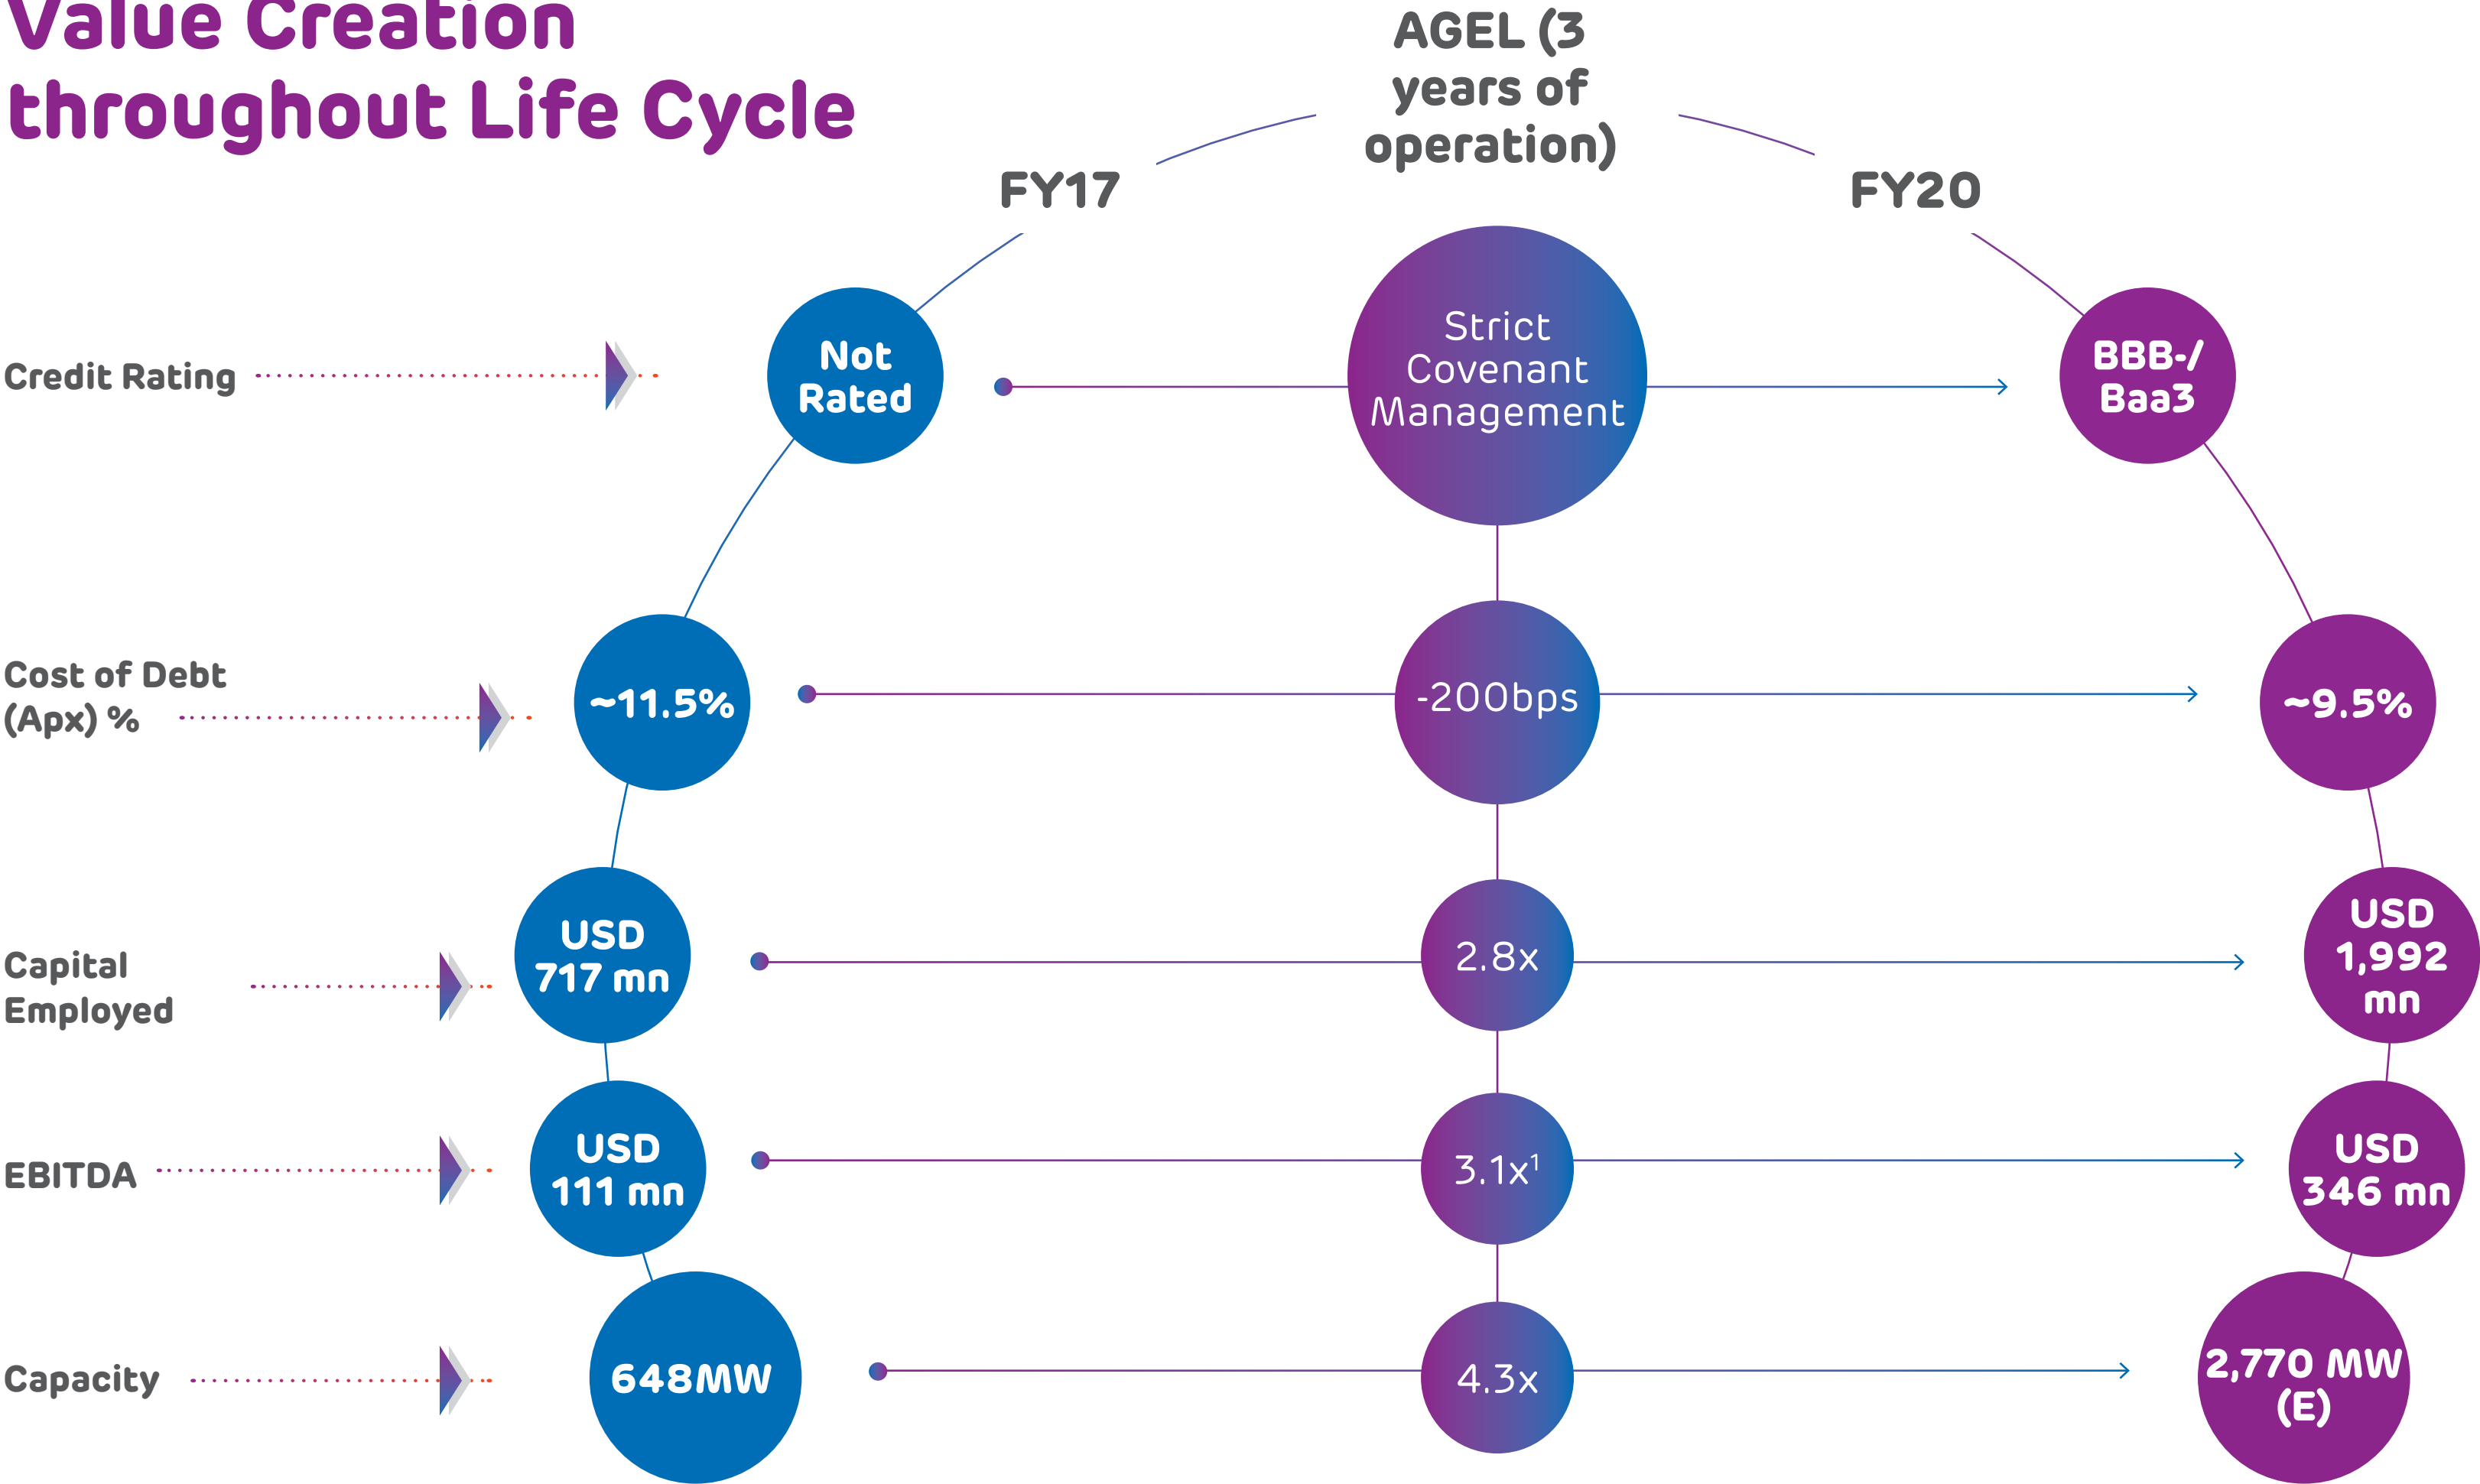 Value Creation
throughout Life Cycle
AGEL (3
years of
operation)
FY17
FY20
Credit Rating
Not
Rated
Strict
Covenant
Management
BBB-/
Baa3
Cost of Debt
(Apx) %
~11.5%
-200bps
~9.5%
Capital
Employed
USD
717 mn
2.8x
USD
1,992
mn
EBITDA
USD
111 mn
3.1x¹
USD
346 mn
Capacity
648MW
4.3x
2,770 MW
(E)